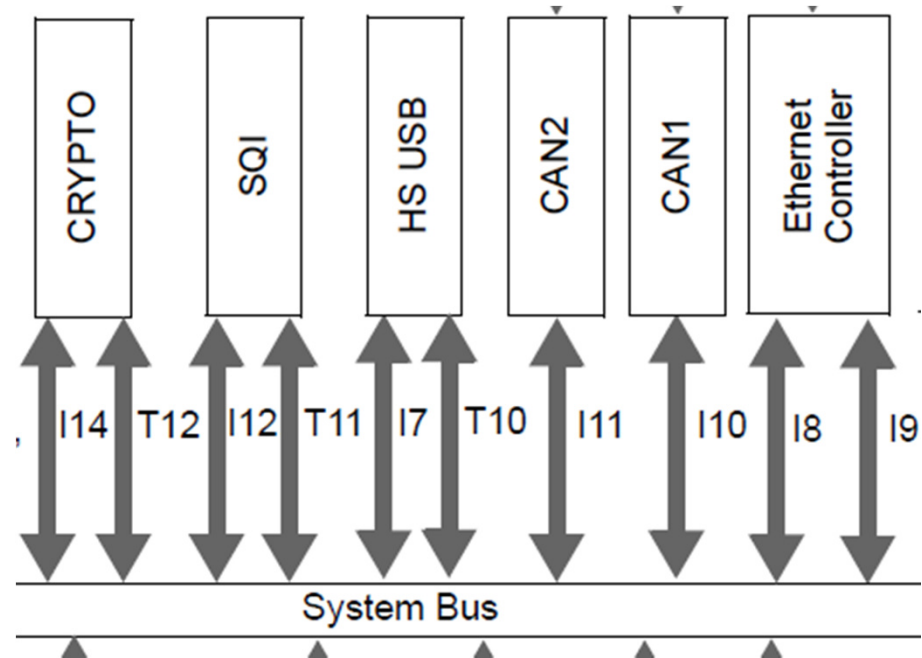 CRYPTO
SQI
HS USB
CAN2
CAN1
Ethernet
Controller
, I14 T12 I12 T11 I7 T10 I11 I10 I8 I9
System Bus